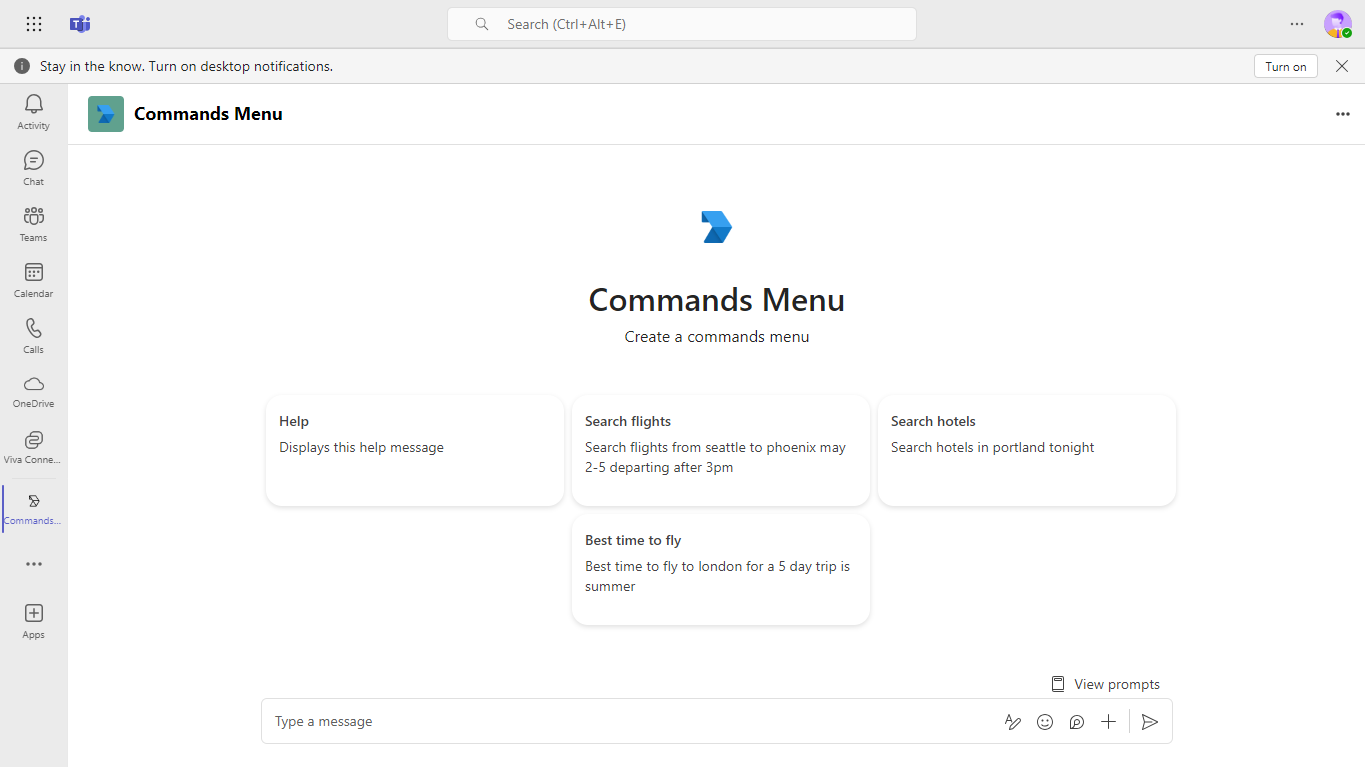 Search (Ctrl+Alt+E)
Stay in the know. Turn on desktop notifications.
Turn on
Activity
Chat
Teams
Calendar
Calls
OneDrive
Viva Conne...
Commands...
Apps
Commands Menu
Commands Menu
Create a commands menu
Help
Displays this help message
Search flights
Search flights from seattle to phoenix may
2-5 departing after 3pm
Search hotels
Search hotels in portland tonight
Best time to fly
Best time to fly to london for a 5 day trip is
summer
View prompts
Type a message